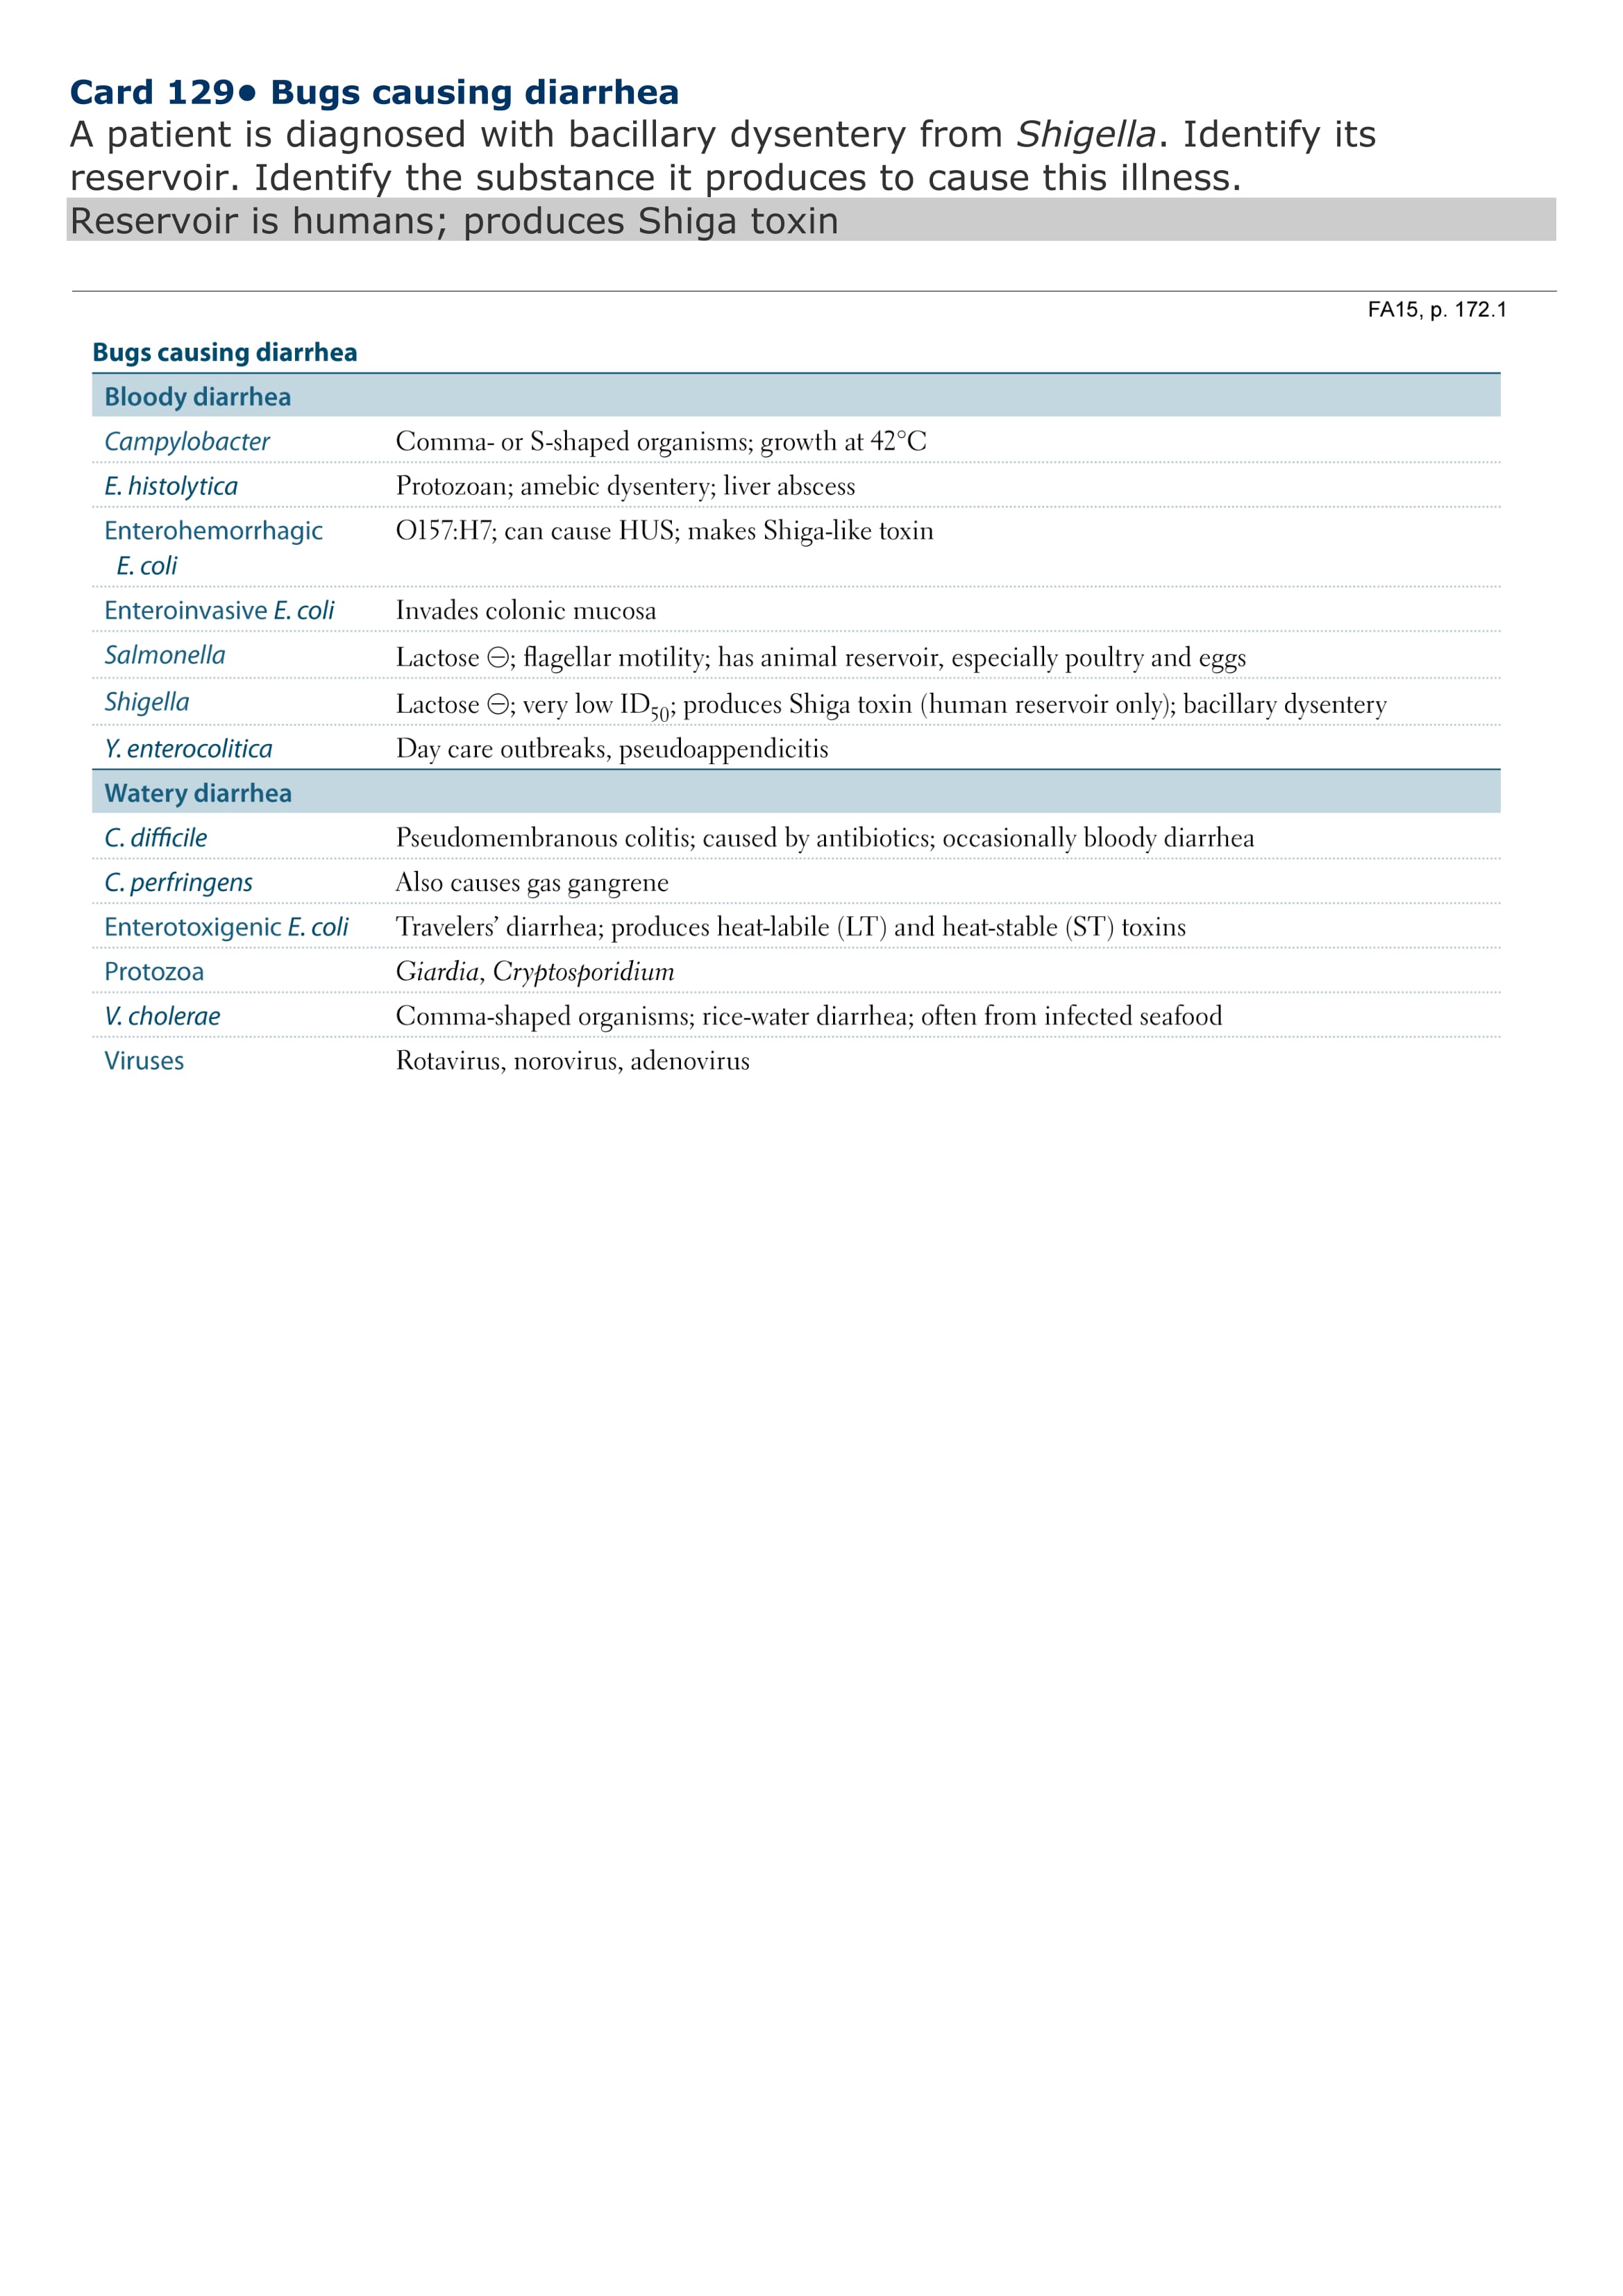 Card 129• Bugs causing diarrhea
A patient is diagnosed with bacillary dysentery from Shigella. Identify its
reservoir. Identify the substance it produces to cause this illness.
Reservoir is humans; produces Shiga toxin
FA15, p. 172.1
Bugs causing diarrhea
Bloody diarrhea
Campylobacter Comma- or S-shaped organisms; growth at 42°C
E. histolytica Protozoan; amebic dysentery; liver abscess
Enterohemorrhagic O157:H7; can cause HUS; makes Shiga-like toxin
E. coli
Enteroinvasive E. coli Invades colonic mucosa
Salmonella Lactose ⊖; flagellar motility; has animal reservoir, especially poultry and eggs
Shigella Lactose ⊖; very low ID50; produces Shiga toxin (human reservoir only); bacillary dysentery
Y. enterocolitica Day care outbreaks, pseudoappendicitis
Watery diarrhea
C. difficile Pseudomembranous colitis; caused by antibiotics; occasionally bloody diarrhea
C. perfringens Also causes gas gangrene
Enterotoxigenic E. coli Travelers’ diarrhea; produces heat-labile (LT) and heat-stable (ST) toxins
Protozoa Giardia, Cryptosporidium
V. cholerae Comma-shaped organisms; rice-water diarrhea; often from infected seafood
Viruses Rotavirus, norovirus, adenovirus